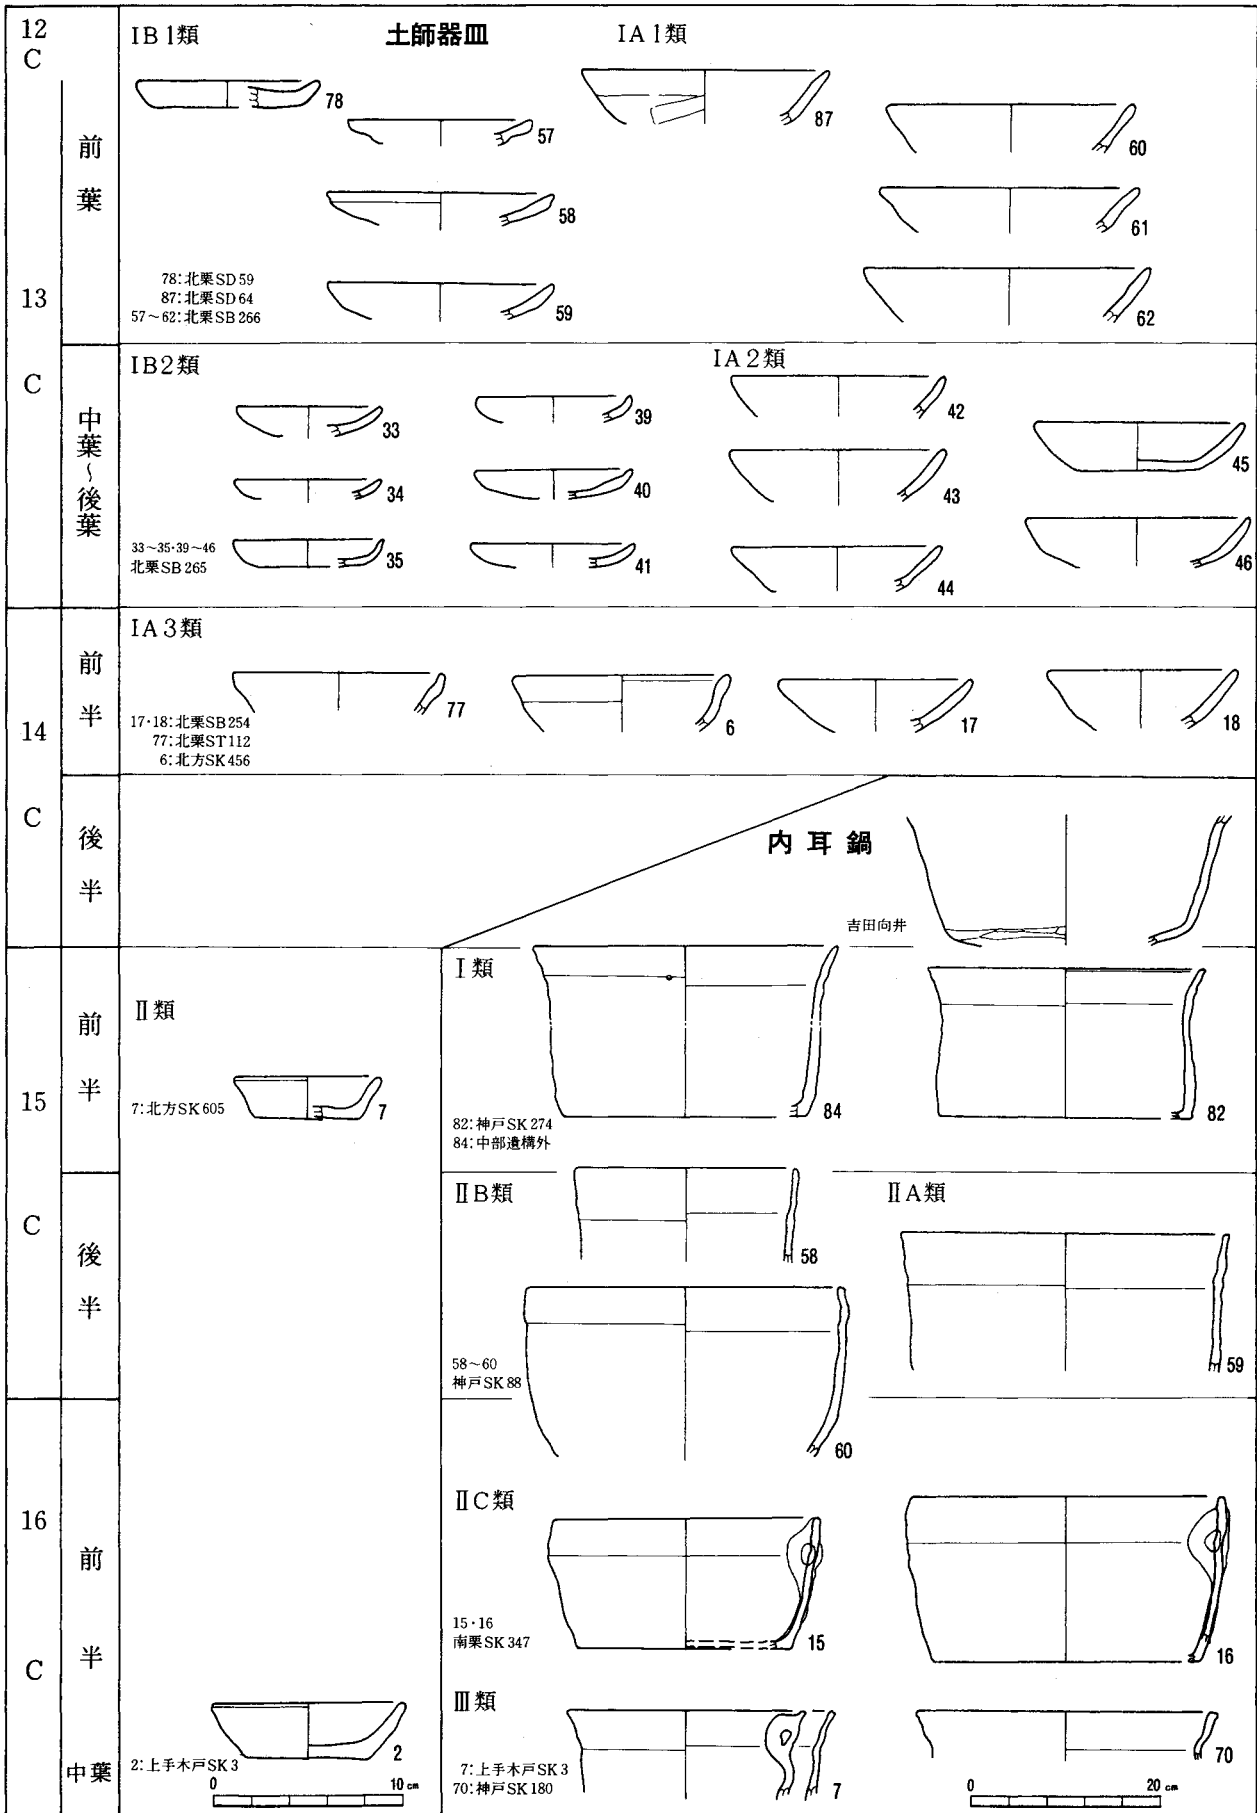 12
C
前
葉
IB1類
土師器皿
IA1類
78
57
87
60
58
61
59
62
78:北栗SD59
87:北栗SD64
57～62:北栗SB266
13
C
中葉～後葉
IB2類
IA2類
33
39
42
45
34
40
43
35
41
44
46
33～35·39～46
北栗SB265
14
C
前
半
IA3類
77
6
17
18
17·18:北栗SB254
77:北栗ST112
6:北方SK456
後
半
内耳鍋
吉田向井
15
C
前
半
Ⅱ類
7:北方SK605
7
Ⅰ類
84
82
82:神戸SK274
84:中部遺構外
後
半
ⅡB類
ⅡA類
58
59
60
58～60
神戸SK88
16
C
前
半
ⅡC類
15
16
15·16
南栗SK347
中葉
2:上手木戸SK3
2
0
10cm
Ⅲ類
7:上手木戸SK3
70:神戸SK180
7
70
0
20cm